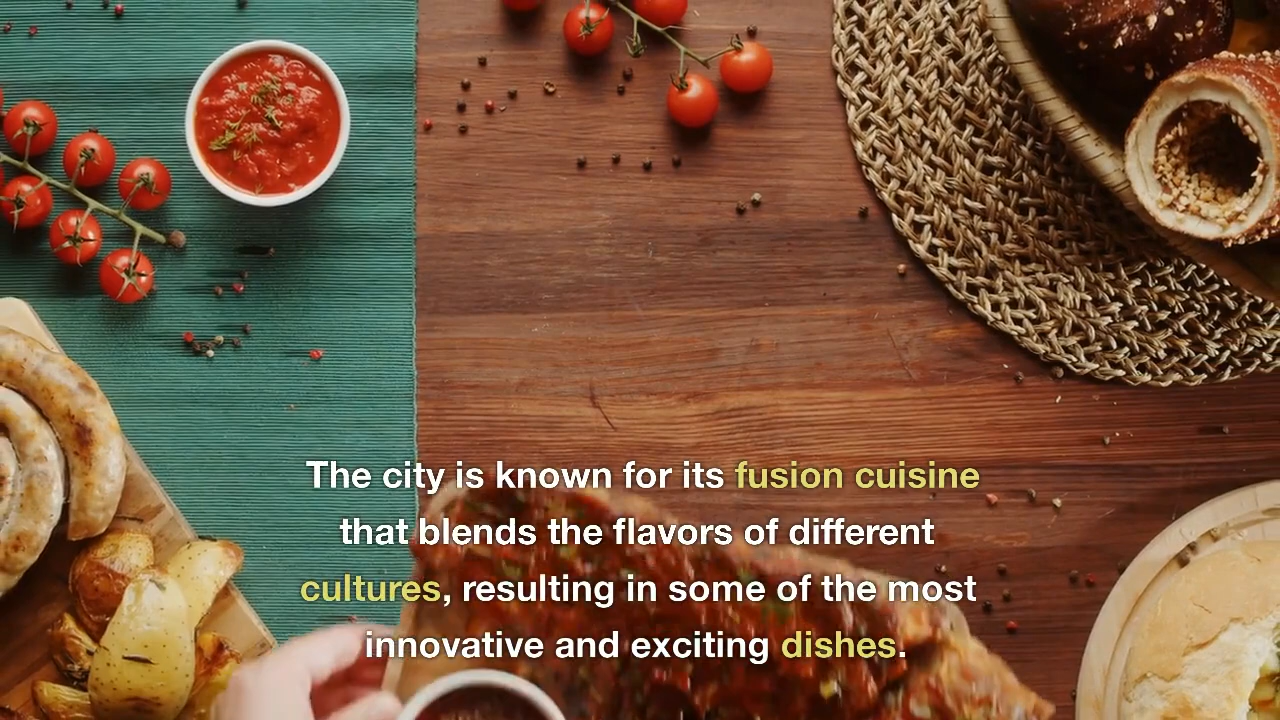 The city is known for its fusion cuisine
that blends the flavors of different
cultures, resulting in some of the most
innovative and exciting dishes.